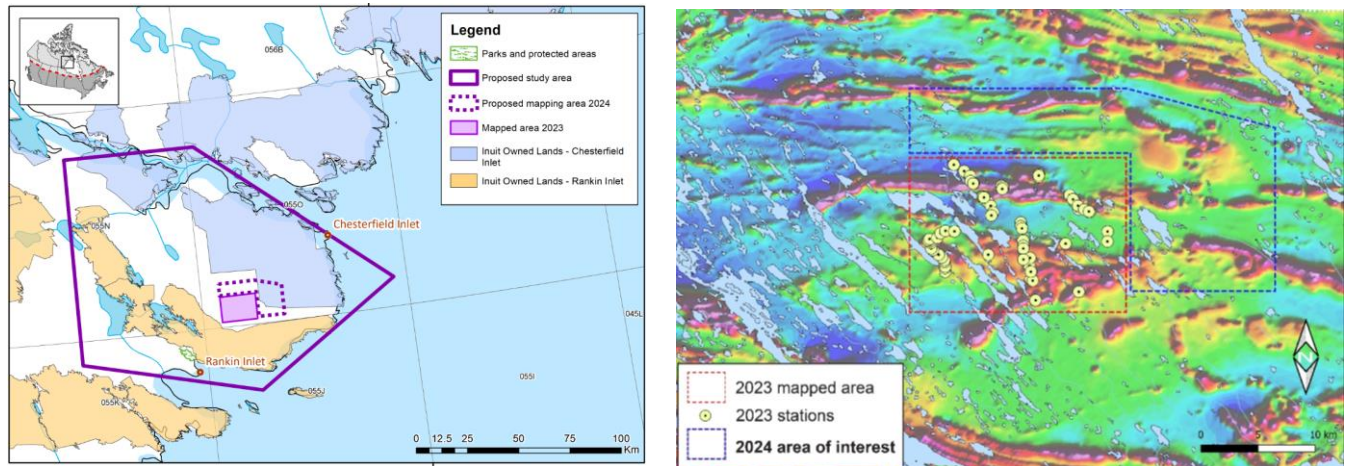 056B
Legend
Parks and protected areas
Proposed study area
Proposed mapping area 2024
Mapped area 2023
Inuit Owned Lands - Chesterfield
Inlet
Inuit Owned Lands - Rankin Inlet
055O
Chesterfield Inlet
055N
045L
Rankin Inlet
055I
055J
055K
0 12.5 25 50 75 100
Km
N
2023 mapped area
2023 stations
2024 area of interest
0 5 10 km